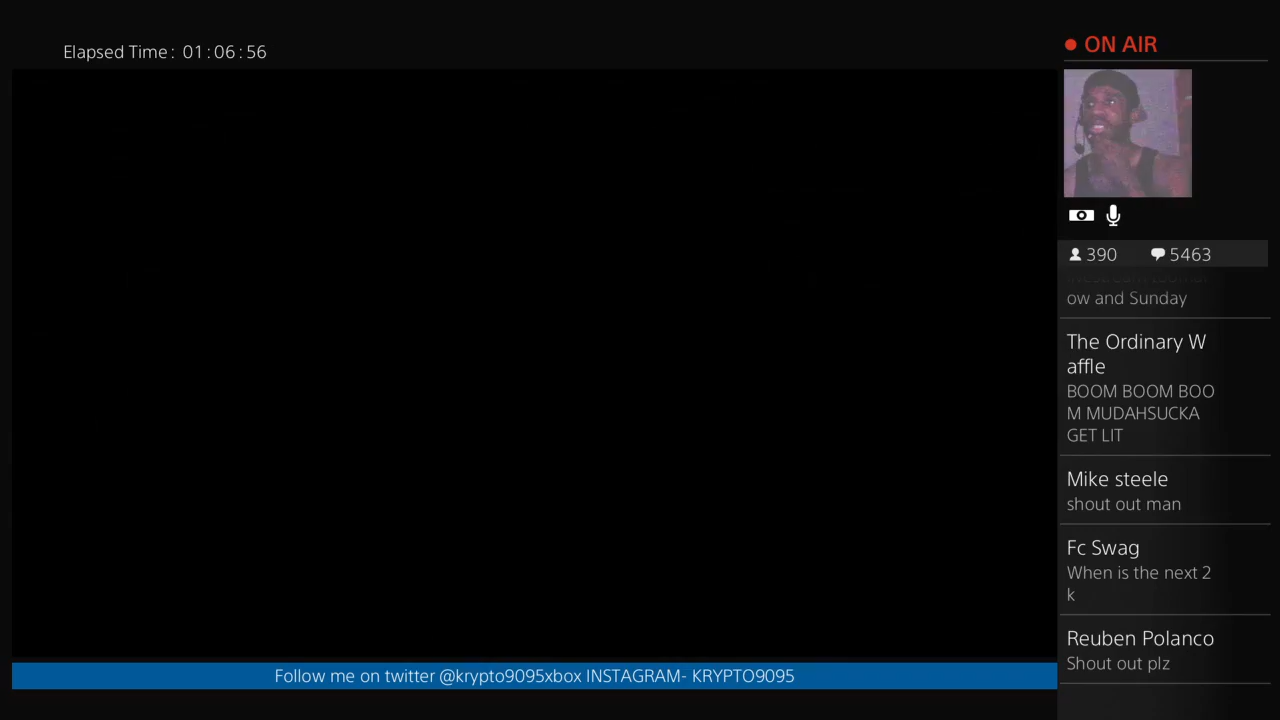 Elapsed Time: 01:06:56
ON AIR
390 5463
ow and Sunday
The Ordinary W
affle
BOOM BOOM BOO
M MUDAHSUCKA
GET LIT
Mike steele
shout out man
Fc Swag
When is the next 2
k
Reuben Polanco
Shout out plz
Follow me on twitter @krypto9095xbox INSTAGRAM- KRYPTO9095